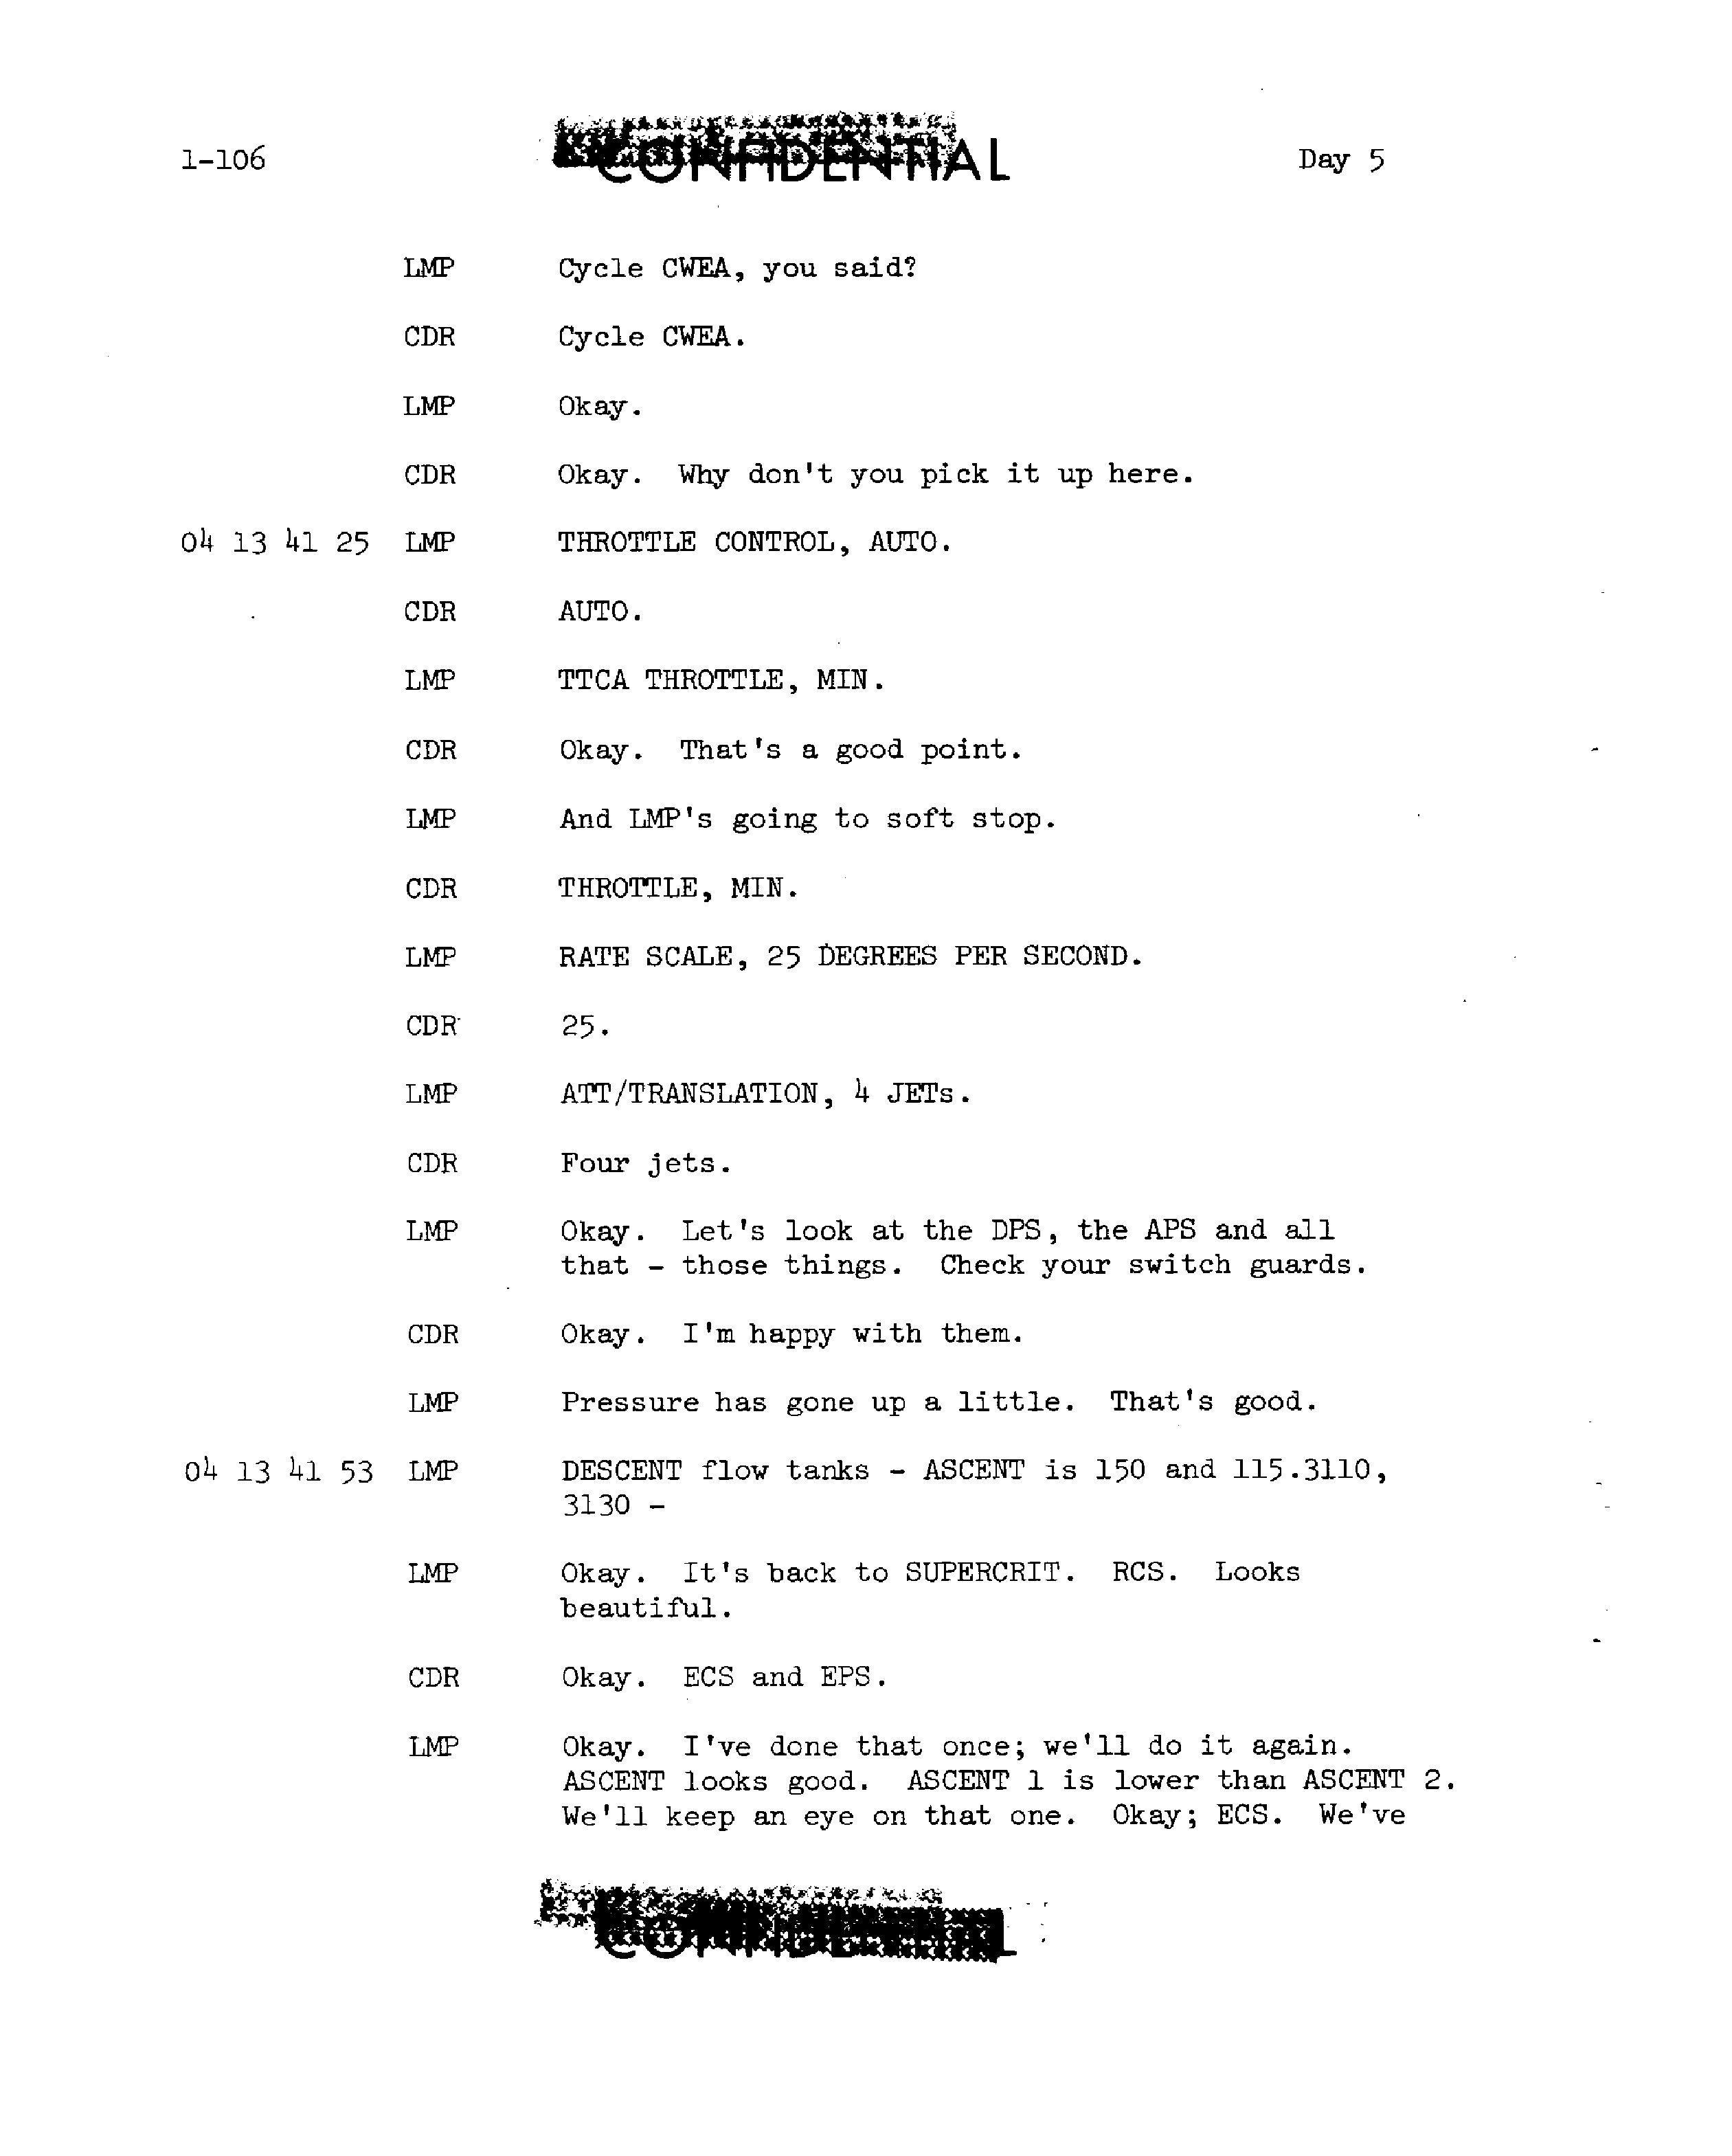 1-106 CONFIDENTIAL Day 5
LMP Cycle CWEA, you said?
CDR Cycle CWEA.
LMP Okay.
CDR Okay. Why don't you pick it up here.
04 13 41 25 LMP THROTTLE CONTROL, AUTO.
CDR AUTO.
LMP TTCA THROTTLE, MIN.
CDR Okay. That's a good point.
LMP And LMP's going to soft stop.
CDR THROTTLE, MIN.
LMP RATE SCALE, 25 DEGREES PER SECOND.
CDR 25.
LMP ATT/TRANSLATION, 4 JETs.
CDR Four jets.
LMP Okay. Let's look at the DPS, the APS and all
that - those things. Check your switch guards.
CDR Okay. I'm happy with them.
LMP Pressure has gone up a little. That's good.
04 13 41 53 LMP DESCENT flow tanks - ASCENT is 150 and 115.3110,
3130 -
LMP Okay. It's back to SUPERCRIT. RCS. Looks
beautiful.
CDR Okay. ECS and EPS.
LMP Okay. I've done that once; we'll do it again.
ASCENT looks good. ASCENT 1 is lower than ASCENT 2.
We'll keep an eye on that one. Okay; ECS. We've
CONFIDENTIAL